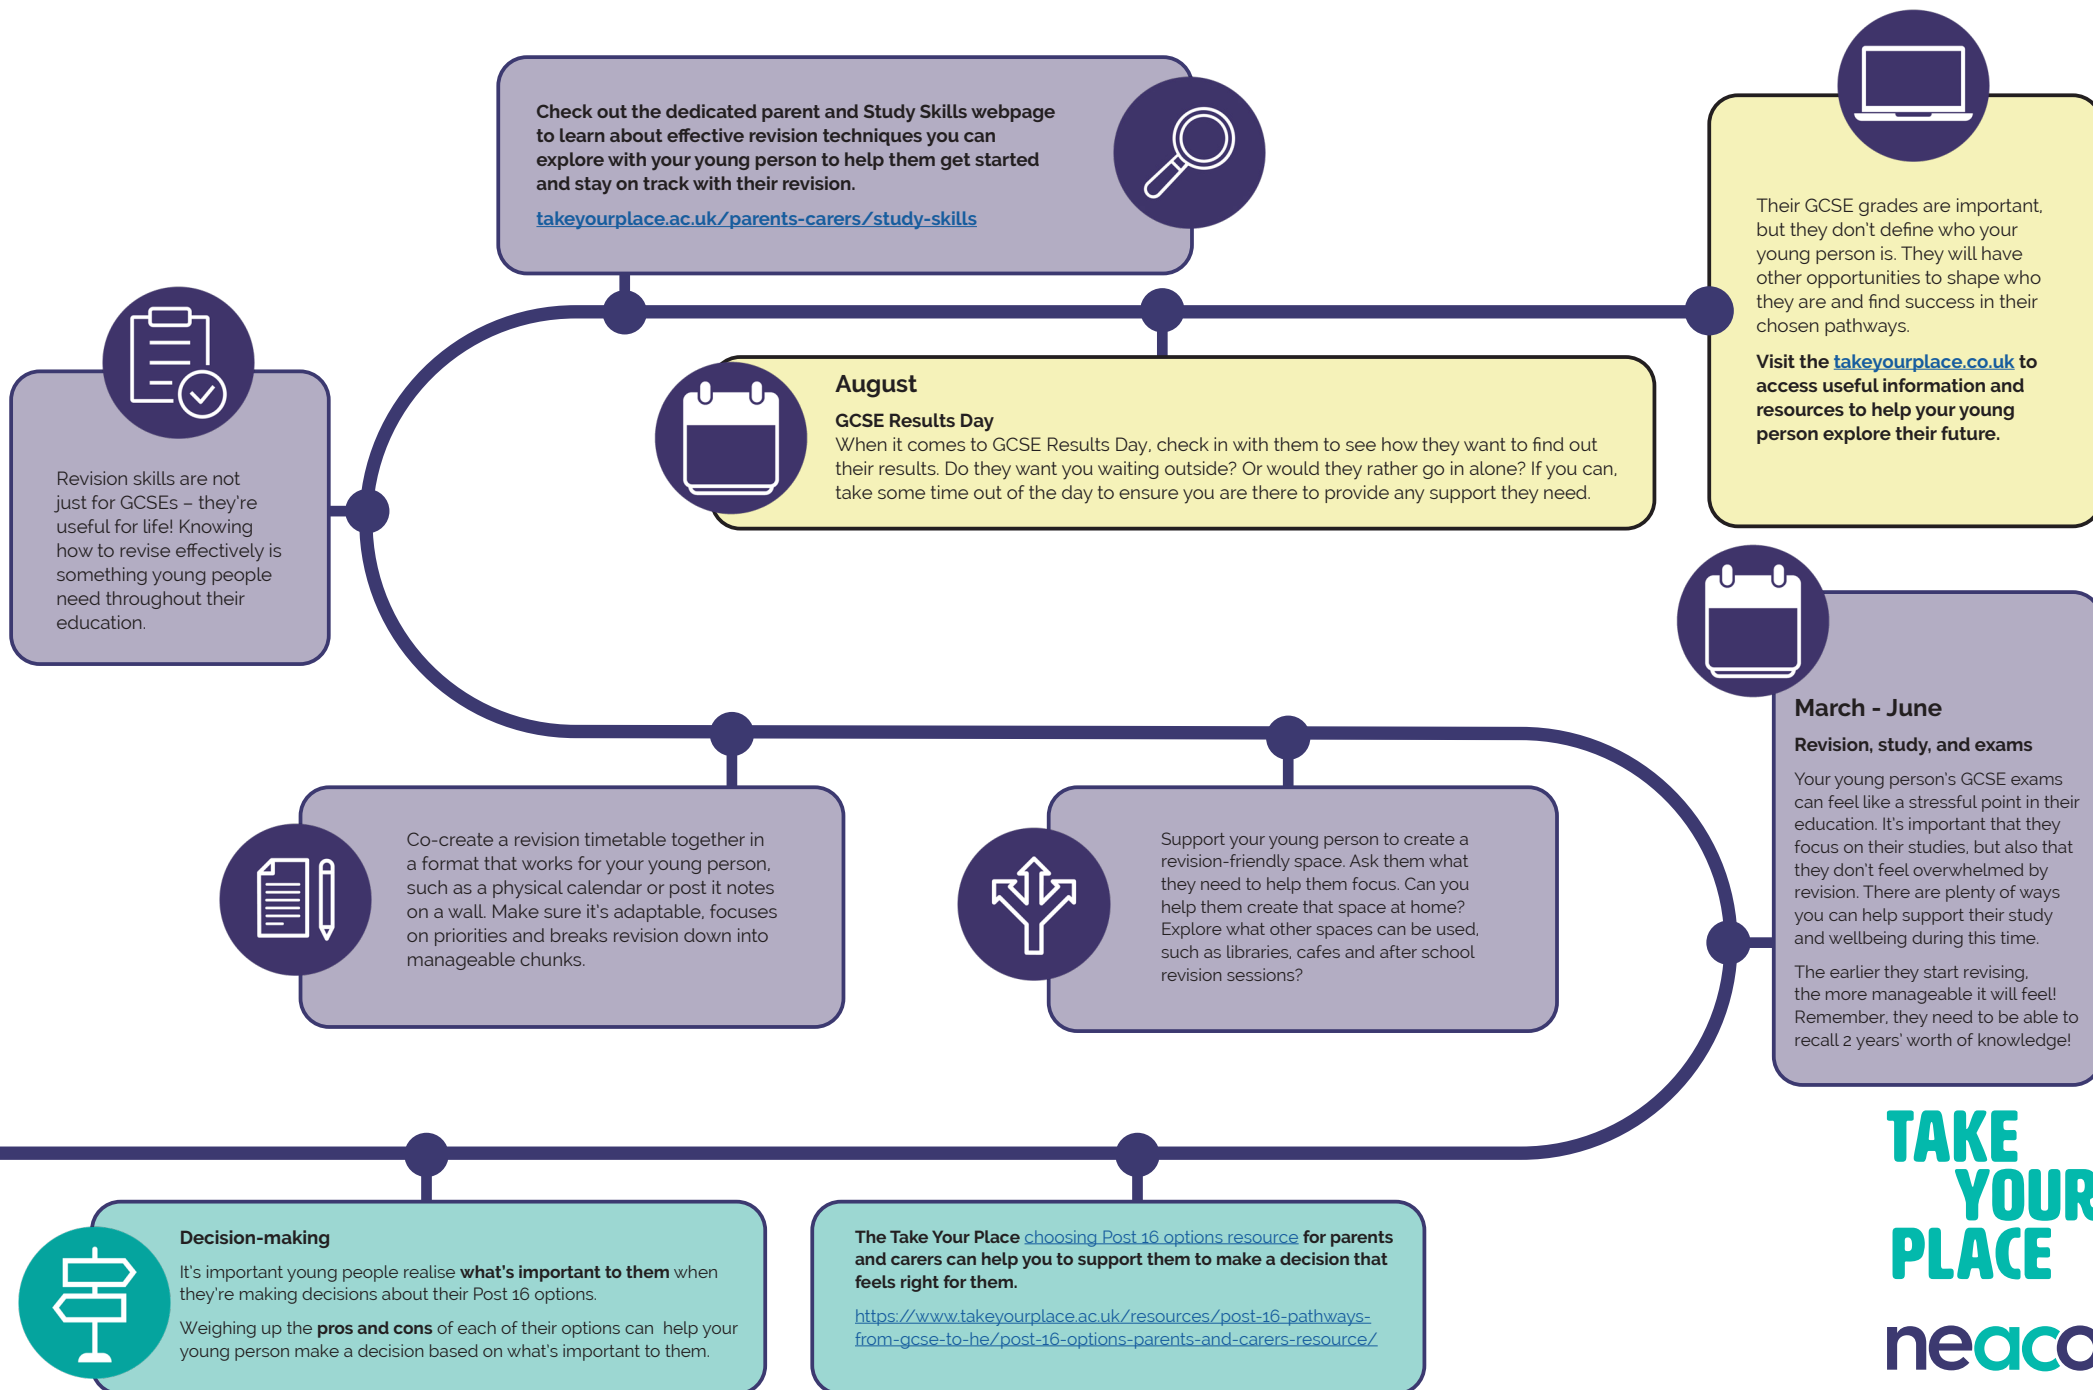 Check out the dedicated parent and Study Skills webpage
to learn about effective revision techniques you can
explore with your young person to help them get started
and stay on track with their revision.
takeyourplace.ac.uk/parents-carers/study-skills
Their GCSE grades are important,
but they don't define who your
young person is. They will have
other opportunities to shape who
they are and find success in their
chosen pathways.
Visit the takeyourplace.co.uk to
access useful information and
resources to help your young
person explore their future.
August
GCSE Results Day
When it comes to GCSE Results Day, check in with them to see how they want to find out
their results. Do they want you waiting outside? Or would they rather go in alone? If you can,
take some time out of the day to ensure you are there to provide any support they need.
Revision skills are not
just for GCSEs – they're
useful for life! Knowing
how to revise effectively is
something young people
need throughout their
education.
March - June
Revision, study, and exams
Your young person's GCSE exams
can feel like a stressful point in their
education. It's important that they
focus on their studies, but also that
they don't feel overwhelmed by
revision. There are plenty of ways
you can help support their study
and wellbeing during this time.
The earlier they start revising,
the more manageable it will feel!
Remember, they need to be able to
recall 2 years' worth of knowledge!
Co-create a revision timetable together in
a format that works for your young person,
such as a physical calendar or post it notes
on a wall. Make sure it's adaptable, focuses
on priorities and breaks revision down into
manageable chunks.
Support your young person to create a
revision-friendly space. Ask them what
they need to help them focus. Can you
help them create that space at home?
Explore what other spaces can be used,
such as libraries, cafes and after school
revision sessions?
Decision-making
It's important young people realise what's important to them when
they're making decisions about their Post 16 options.
Weighing up the pros and cons of each of their options can help your
young person make a decision based on what's important to them.
The Take Your Place choosing Post 16 options resource for parents
and carers can help you to support them to make a decision that
feels right for them.
https://www.takeyourplace.ac.uk/resources/post-16-pathways-
from-gcse-to-he/post-16-options-parents-and-carers-resource/
TAKE
YOUR
PLACE
neaco